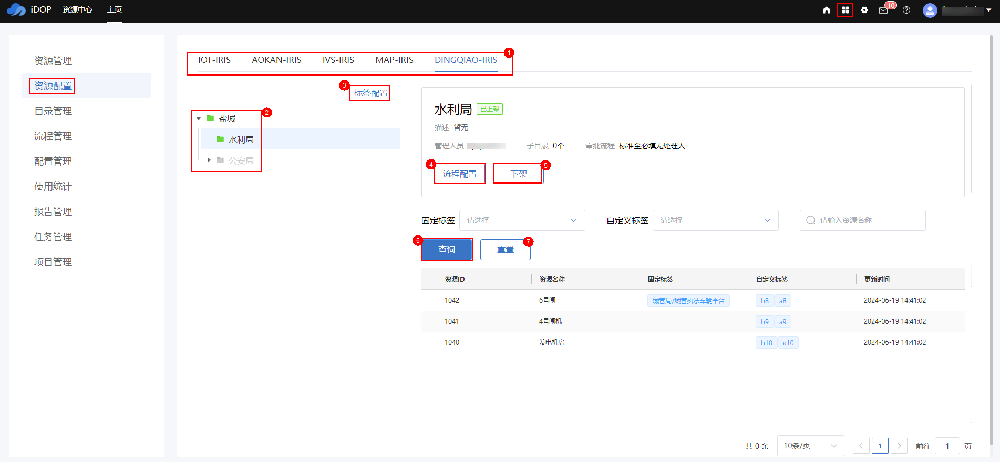 iDOP 资源中心 主页 10
资源管理
资源配置
目录管理
流程管理
配置管理
使用统计
报告管理
任务管理
项目管理
IOT-IRIS AOKAN-IRIS IVS-IRIS MAP-IRIS DINGQIAO-IRIS 1
3 标签配置
2
盐城
水利局
公安局
水利局 已上架
描述 暂无
管理人员 子目录 0个 审批流程 标准全必填无处理人
4 流程配置 下架 5
固定标签 请选择 自定义标签 请选择 请输入资源名称
6 查询 重置 7
资源ID 资源名称 固定标签 自定义标签 更新时间
1042 6号闸 城管局/城管执法车辆平台 b8 a8 2024-06-19 14:41:02
1041 4号闸机 b9 a9 2024-06-19 14:41:02
1040 发电机房 b10 a10 2024-06-19 14:41:02
共 0 条 10条/页 1 前往 1 页